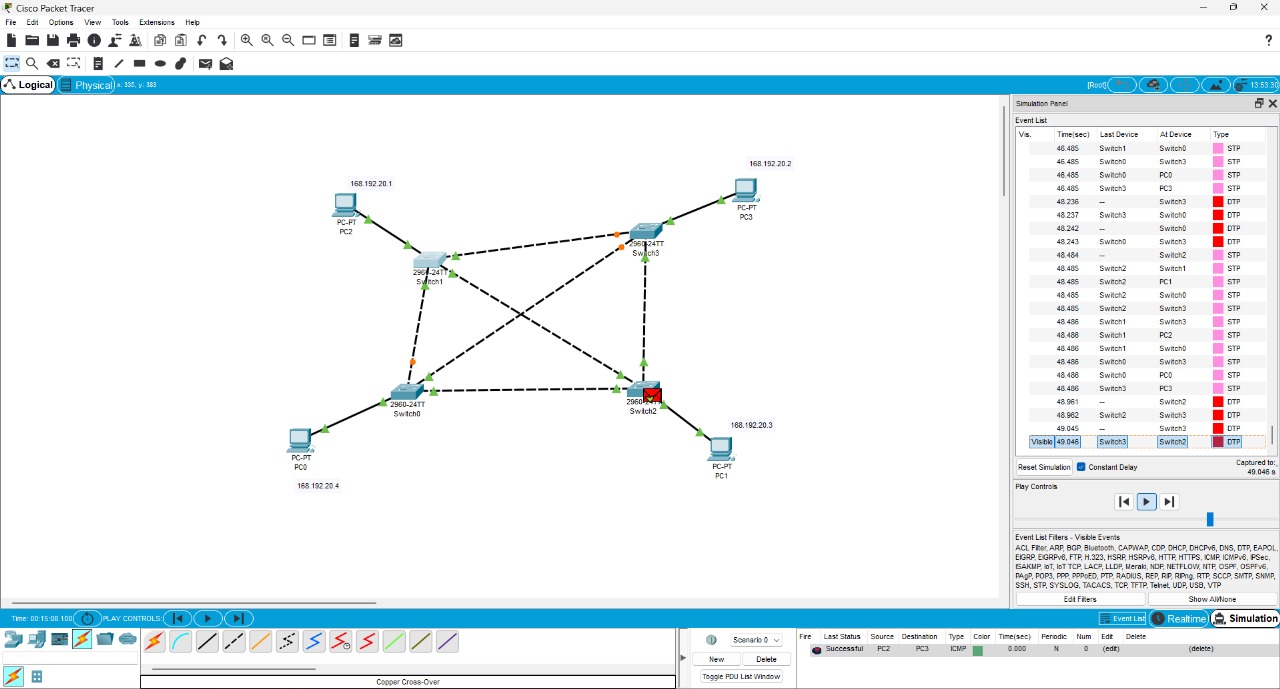 Cisco Packet Tracer
File Edit Options View Tools Extensions Help
Logical Physical x: 335, y: 383 [Root] 13:53:30
168.192.20.1
PC-PT
PC2
168.192.20.2
PC-PT
PC3
2960-24TT
Switch3
2960-24TT
Switch1
2960-24TT
Switch0
2960-24TT
Switch2
168.192.20.3
PC-PT
PC1
PC-PT
PC0
168.192.20.4
Simulation Panel
Event List
Vis. Time(sec) Last Device At Device Type
46.485 Switch1 Switch0 STP
46.485 Switch0 Switch3 STP
46.485 Switch0 PC0 STP
46.485 Switch3 PC3 STP
48.236 -- Switch3 DTP
48.237 Switch3 Switch0 DTP
48.242 -- Switch0 DTP
48.243 Switch0 Switch3 DTP
48.484 -- Switch2 STP
48.485 Switch2 Switch1 STP
48.485 Switch2 PC1 STP
48.485 Switch2 Switch0 STP
48.485 Switch2 Switch3 STP
48.486 Switch1 Switch3 STP
48.486 Switch1 PC2 STP
48.486 Switch1 Switch0 STP
48.486 Switch0 Switch3 STP
48.486 Switch0 PC0 STP
48.486 Switch3 PC3 STP
48.961 -- Switch2 DTP
48.962 Switch2 Switch3 DTP
49.045 -- Switch3 DTP
Visible 49.046 Switch3 Switch2 DTP
Reset Simulation Constant Delay Captured to:
49.046 s
Play Controls
Event List Filters - Visible Events
ACL Filter, ARP, BGP, Bluetooth, CAPWAP, CDP, DHCP, DHCPv6, DNS, DTP, EAPOL,
EIGRP, EIGRPv6, FTP, H.323, HSRP, HSRPv6, HTTP, HTTPS, ICMP, ICMPv6, IPSec,
ISAKMP, IoT, IoT TCP, LACP, LLDP, Meraki, NDP, NETFLOW, NTP, OSPF, OSPFv6,
PAgP, POP3, PPP, PPPoED, PTP, RADIUS, REP, RIP, RIPng, RTP, SCCP, SMTP, SNMP,
SSH, STP, SYSLOG, TACACS, TCP, TFTP, Telnet, UDP, USB, VTP
Edit Filters Show All/None
Time: 00:15:08.100 PLAY CONTROLS: Event List Realtime Simulation
Scenario 0
New Delete
Toggle PDU List Window
Fire Last Status Source Destination Type Color Time(sec) Periodic Num Edit Delete
Successful PC2 PC3 ICMP 0.000 N 0 (edit) (delete)
Copper Cross-Over